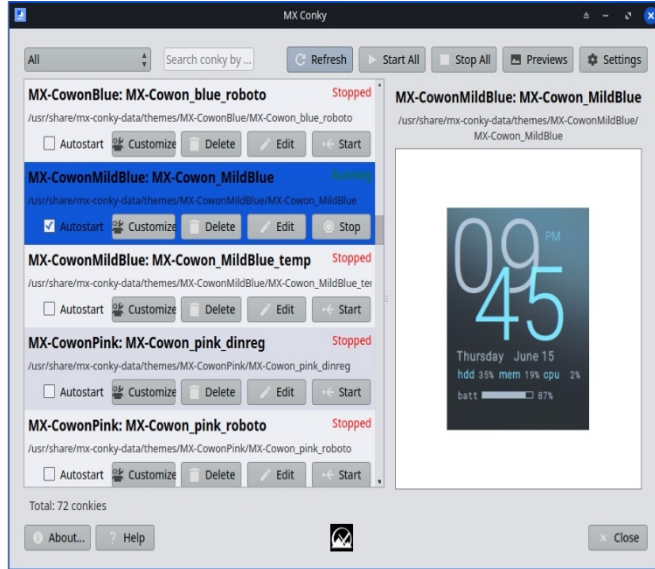 MX Conky
All Search conky by ... Refresh Start All Stop All Previews Settings
MX-CowonBlue: MX-Cowon_blue_roboto Stopped
/usr/share/mx-conky-data/themes/MX-CowonBlue/MX-Cowon_blue_roboto
Autostart Customize Delete Edit Start
MX-CowonMildBlue: MX-Cowon_MildBlue Running
/usr/share/mx-conky-data/themes/MX-CowonMildBlue/MX-Cowon_MildBlue
Autostart Customize Delete Edit Stop
MX-CowonMildBlue: MX-Cowon_MildBlue_temp Stopped
/usr/share/mx-conky-data/themes/MX-CowonMildBlue/MX-Cowon_MildBlue_ter
Autostart Customize Delete Edit Start
MX-CowonPink: MX-Cowon_pink_dinreg Stopped
/usr/share/mx-conky-data/themes/MX-CowonPink/MX-Cowon_pink_dinreg
Autostart Customize Delete Edit Start
MX-CowonPink: MX-Cowon_pink_roboto Stopped
/usr/share/mx-conky-data/themes/MX-CowonPink/MX-Cowon_pink_roboto
Autostart Customize Delete Edit Start
MX-CowonMildBlue: MX-Cowon_MildBlue
/usr/share/mx-conky-data/themes/MX-CowonMildBlue/
MX-Cowon_MildBlue
09 PM
45
Thursday June 15
hdd 35% mem 19% cpu 2%
batt 87%
Total: 72 conkies
About... Help Close